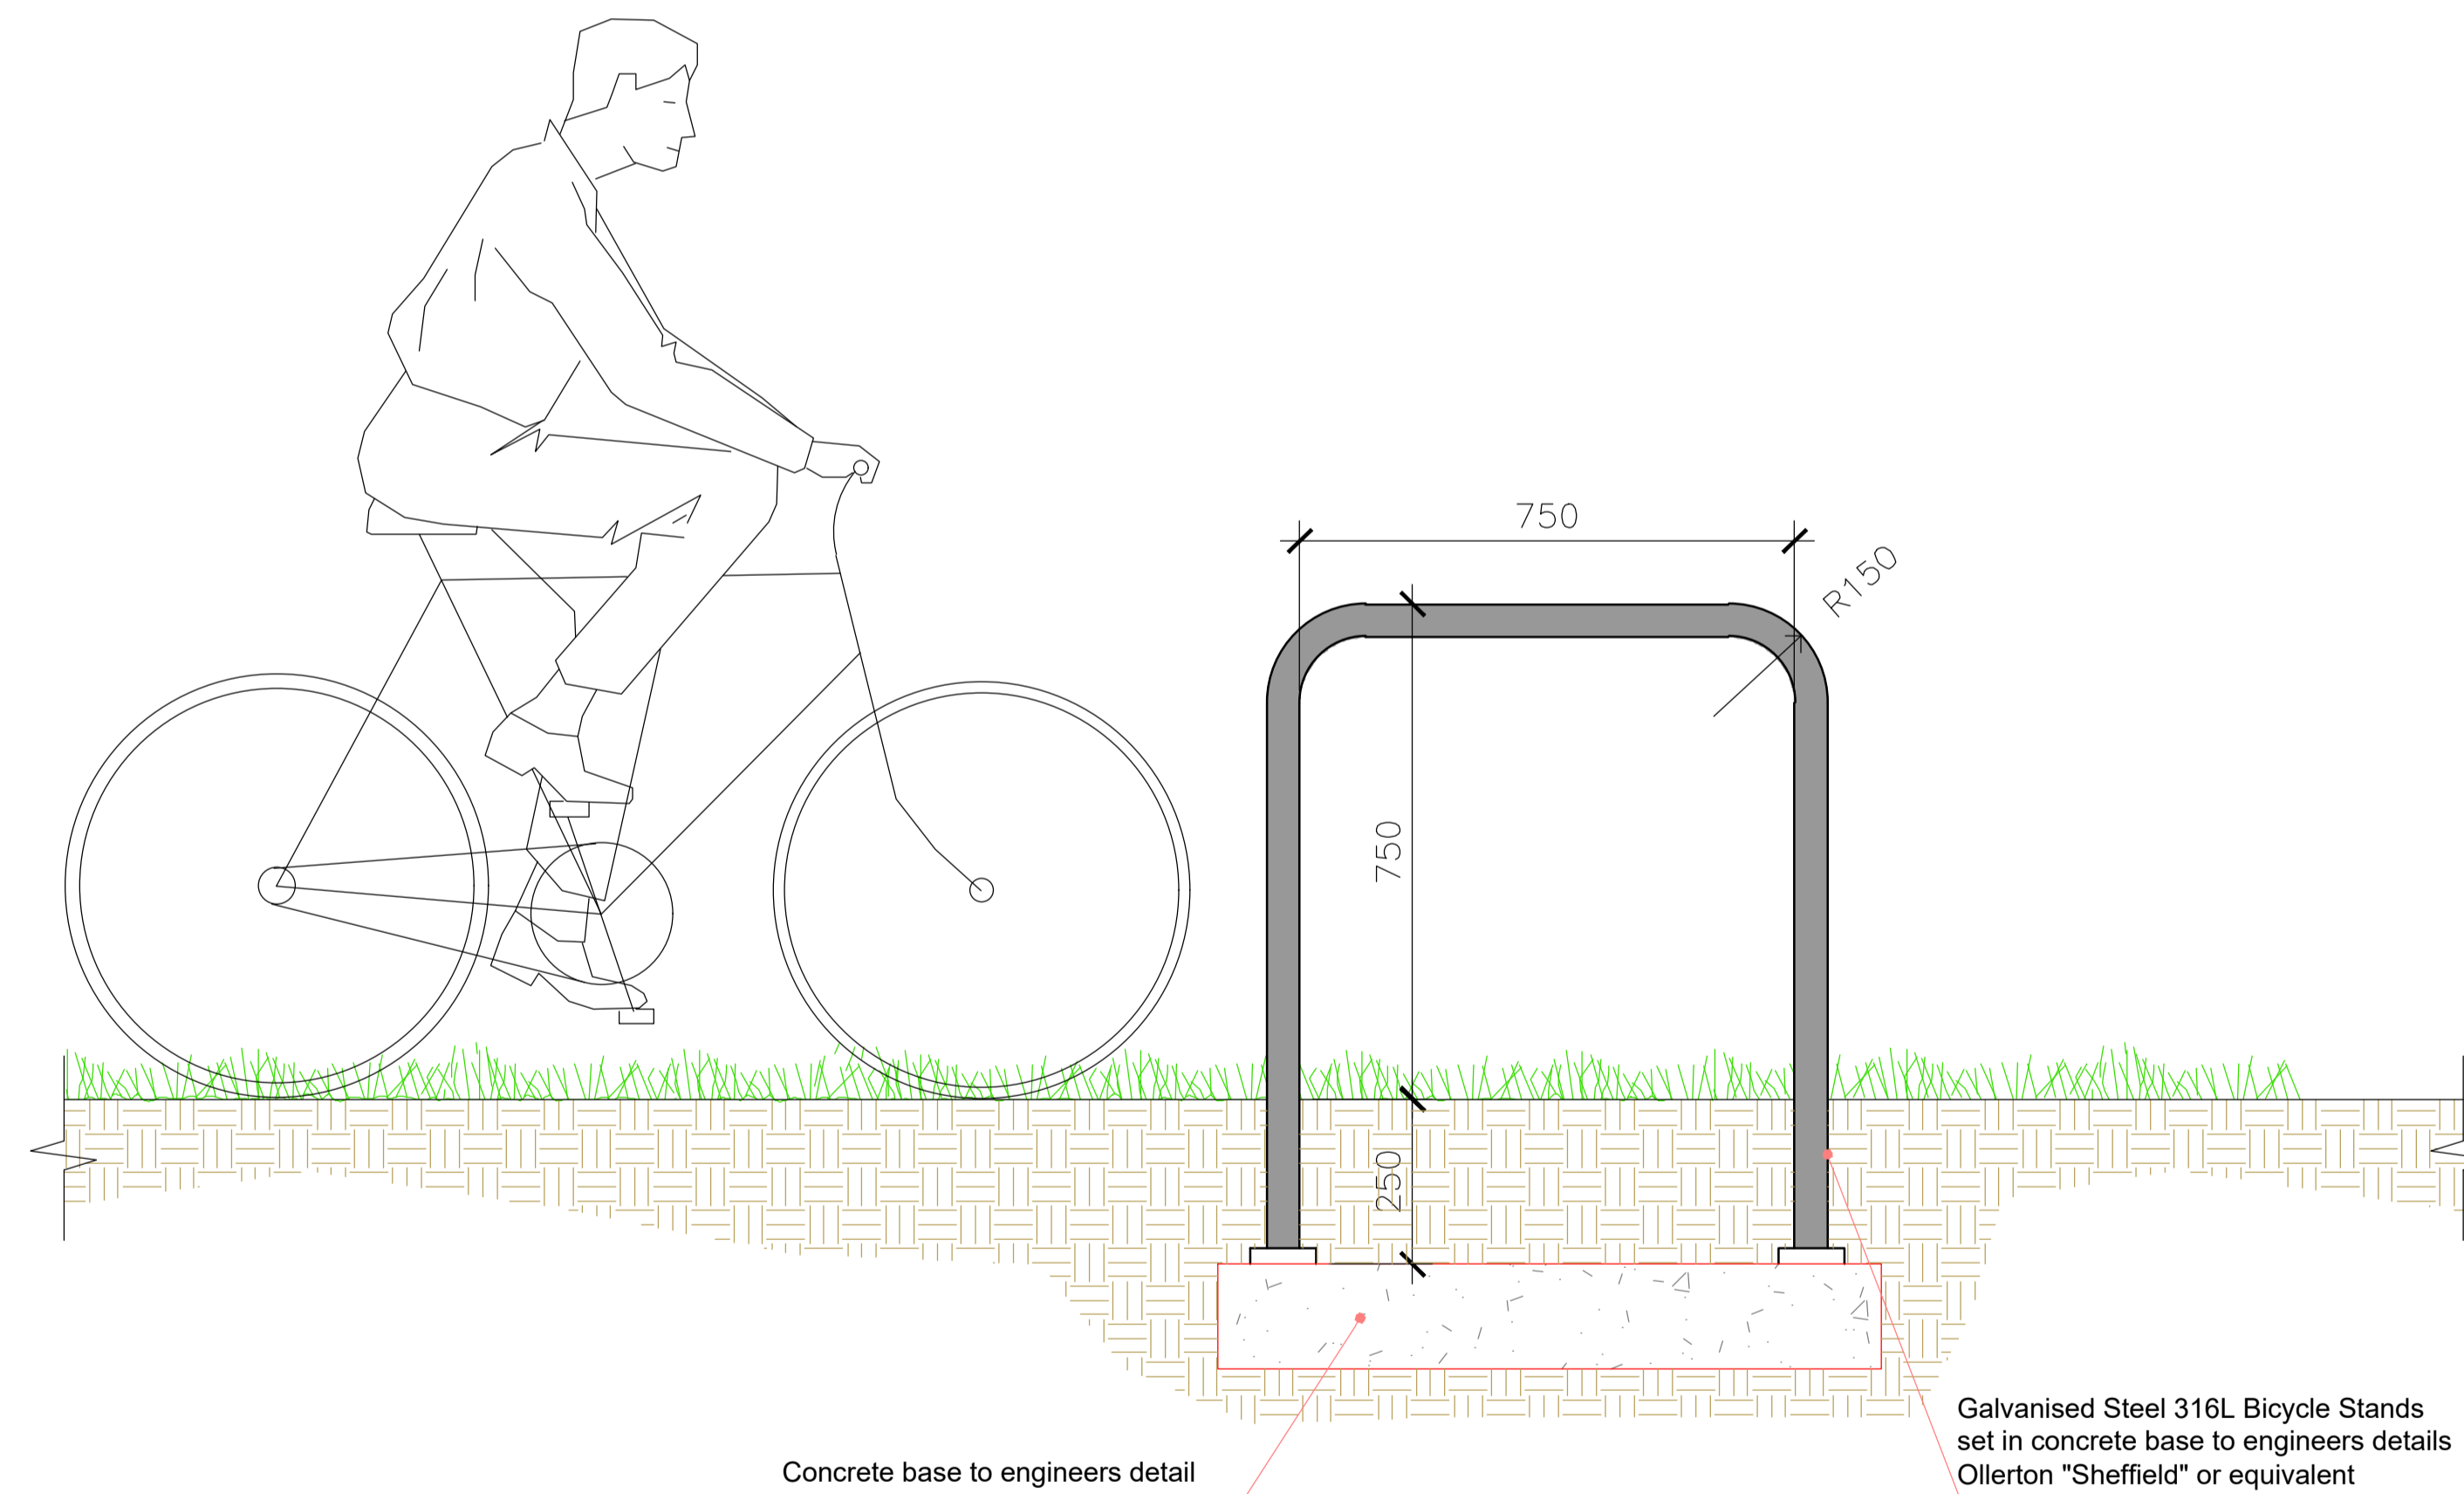 750
R150
750
250
Galvanised Steel 316L Bicycle Stands
set in concrete base to engineers details
Ollerton "Sheffield" or equivalent
Concrete base to engineers detail